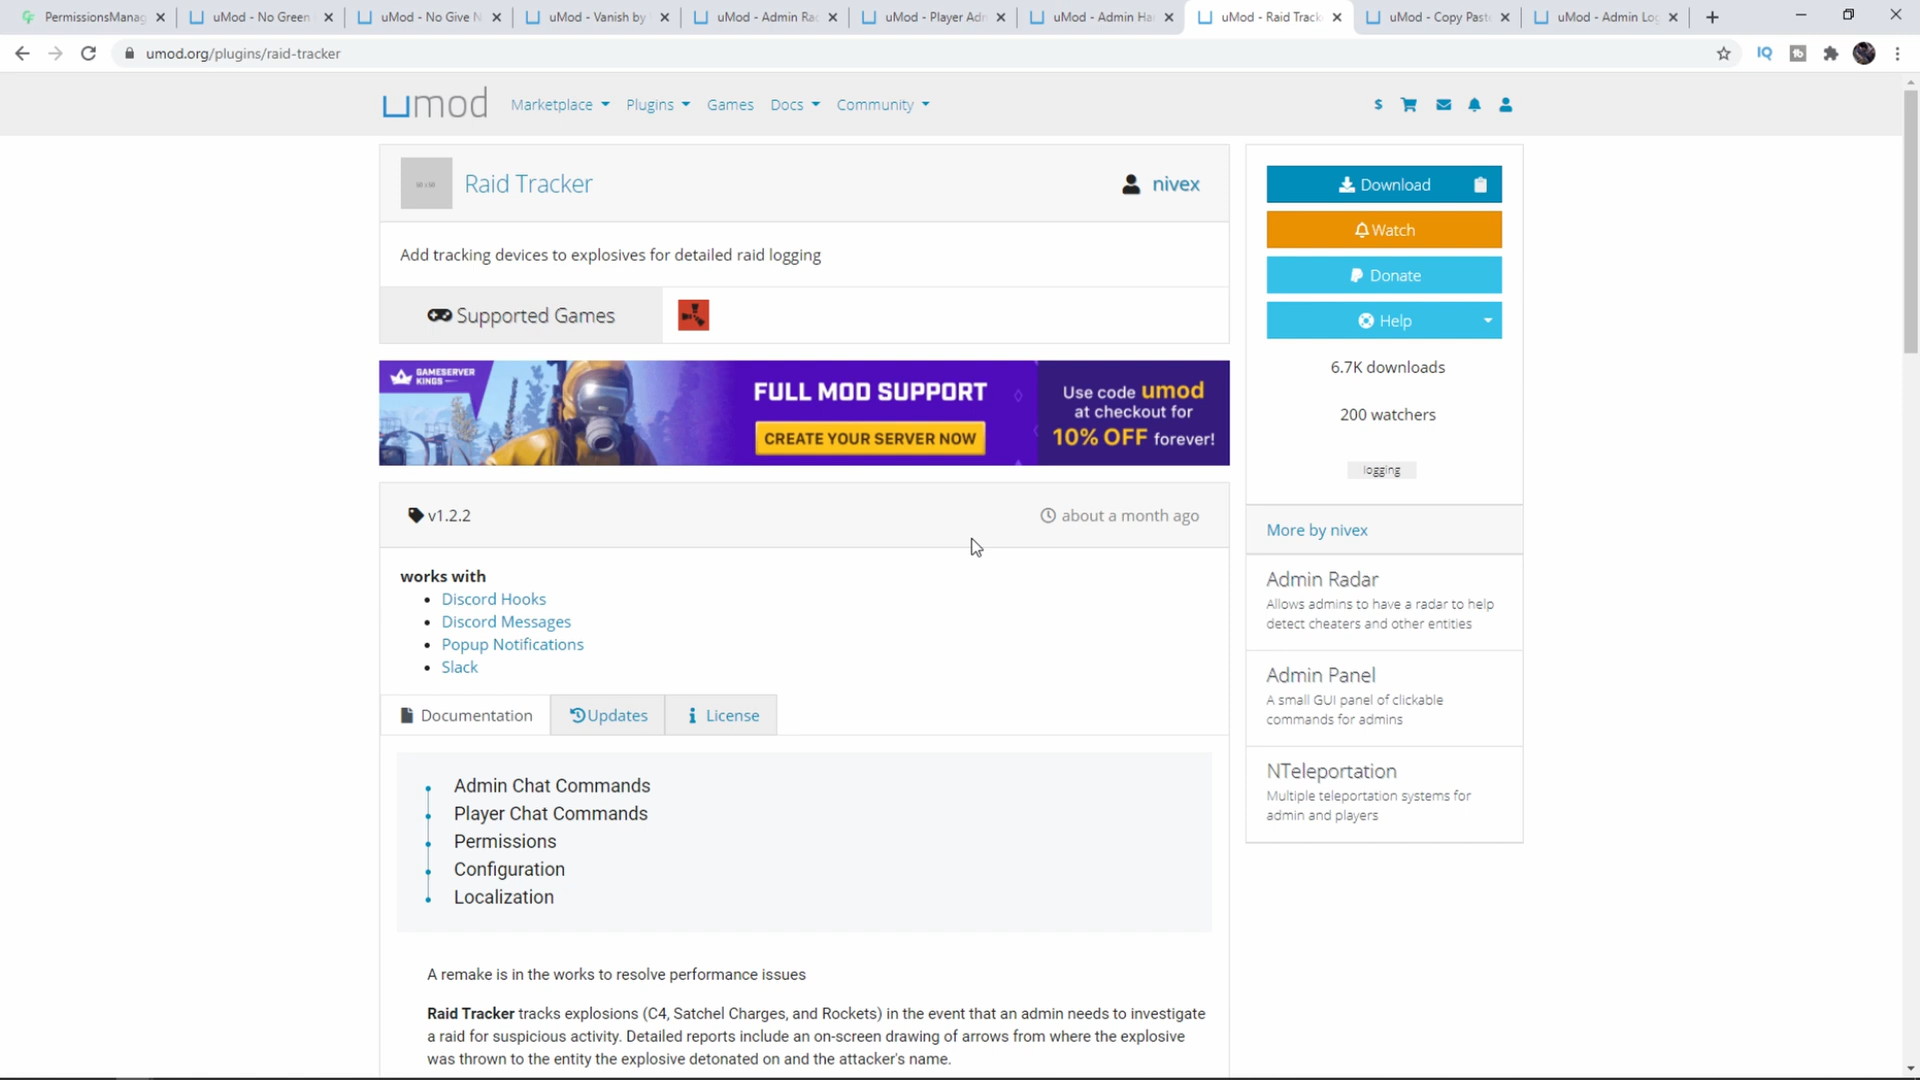 PermissionsManag
uMod - No Green
uMod - No Give N
uMod - Vanish by
uMod - Admin Ra
uMod - Player Adm
uMod - Admin Ha
uMod - Raid Track
uMod - Copy Past
uMod - Admin Log
umod.org/plugins/raid-tracker
IQ
umod
Marketplace
Plugins
Games
Docs
Community
$
Raid Tracker
nivex
Add tracking devices to explosives for detailed raid logging
Supported Games
GAMESERVER
KINGS
FULL MOD SUPPORT
CREATE YOUR SERVER NOW
Use code umod
at checkout for
10% OFF forever!
v1.2.2
about a month ago
works with
Discord Hooks
Discord Messages
Popup Notifications
Slack
Documentation
Updates
License
Admin Chat Commands
Player Chat Commands
Permissions
Configuration
Localization
A remake is in the works to resolve performance issues
Raid Tracker tracks explosions (C4, Satchel Charges, and Rockets) in the event that an admin needs to investigate
a raid for suspicious activity. Detailed reports include an on-screen drawing of arrows from where the explosive
was thrown to the entity the explosive detonated on and the attacker's name.
Download
Watch
Donate
Help
6.7K downloads
200 watchers
logging
More by nivex
Admin Radar
Allows admins to have a radar to help
detect cheaters and other entities
Admin Panel
A small GUI panel of clickable
commands for admins
NTeleportation
Multiple teleportation systems for
admin and players